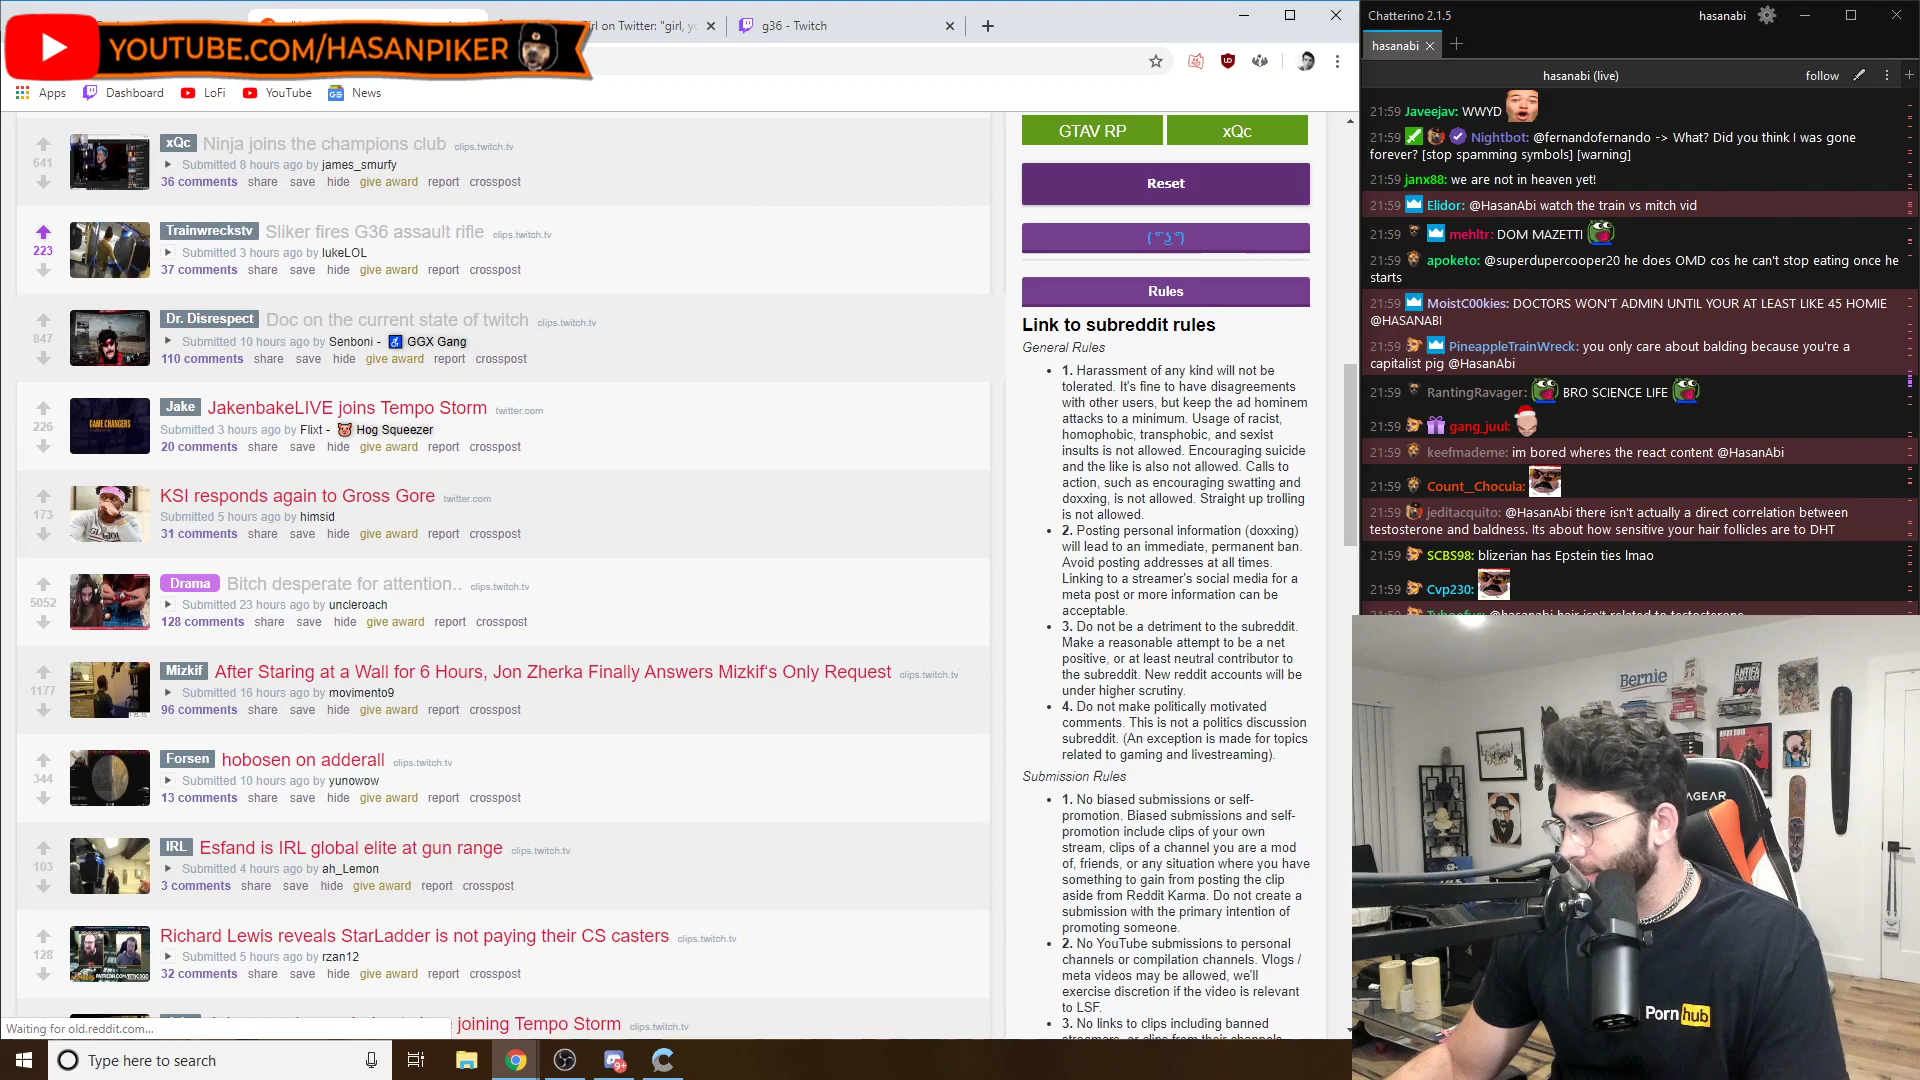 YOUTUBE.COM/HASANPIKER
irl on Twitter: "girl, yo
g36 - Twitch
Apps
Dashboard
LoFi
YouTube
News
641
xQc Ninja joins the champions club clips.twitch.tv
Submitted 8 hours ago by james_smurfy
36 comments share save hide give award report crosspost
223
Trainwreckstv Sliker fires G36 assault rifle clips.twitch.tv
Submitted 3 hours ago by lukeLOL
37 comments share save hide give award report crosspost
847
Dr. Disrespect Doc on the current state of twitch clips.twitch.tv
Submitted 10 hours ago by Senboni - GGX Gang
110 comments share save hide give award report crosspost
226
GAME CHANGERS
Jake JakenbakeLIVE joins Tempo Storm twitter.com
Submitted 3 hours ago by Flixt - Hog Squeezer
20 comments share save hide give award report crosspost
173
KSI responds again to Gross Gore twitter.com
Submitted 5 hours ago by himsid
31 comments share save hide give award report crosspost
5052
Drama Bitch desperate for attention.. clips.twitch.tv
Submitted 23 hours ago by uncleroach
128 comments share save hide give award report crosspost
1177
Mizkif After Staring at a Wall for 6 Hours, Jon Zherka Finally Answers Mizkif's Only Request clips.twitch.tv
Submitted 16 hours ago by movimento9
96 comments share save hide give award report crosspost
344
Forsen hobosen on adderall clips.twitch.tv
Submitted 10 hours ago by yunowow
13 comments share save hide give award report crosspost
103
IRL Esfand is IRL global elite at gun range clips.twitch.tv
Submitted 4 hours ago by ah_Lemon
3 comments share save hide give award report crosspost
128
Richard Lewis reveals StarLadder is not paying their CS casters clips.twitch.tv
Submitted 5 hours ago by rzan12
32 comments share save hide give award report crosspost
joining Tempo Storm clips.twitch.tv
Waiting for old.reddit.com...
Type here to search
GTAV RP
xQc
Reset
( ͡° ͜ʖ ͡°)
Rules
Link to subreddit rules
General Rules
• 1. Harassment of any kind will not be
tolerated. It's fine to have disagreements
with other users, but keep the ad hominem
attacks to a minimum. Usage of racist,
homophobic, transphobic, and sexist
insults is not allowed. Encouraging suicide
and the like is also not allowed. Calls to
action, such as encouraging swatting and
doxxing, is not allowed. Straight up trolling
is not allowed.
• 2. Posting personal information (doxxing)
will lead to an immediate, permanent ban.
Avoid posting addresses at all times.
Linking to a streamer's social media for a
meta post or more information can be
acceptable.
• 3. Do not be a detriment to the subreddit.
Make a reasonable attempt to be a net
positive, or at least neutral contributor to
the subreddit. New reddit accounts will be
under higher scrutiny.
• 4. Do not make politically motivated
comments. This is not a politics discussion
subreddit. (An exception is made for topics
related to gaming and livestreaming).
Submission Rules
• 1. No biased submissions or self-
promotion. Biased submissions and self-
promotion include clips of your own
stream, clips of a channel you are a mod
of, friends, or any situation where you have
something to gain from posting the clip
aside from Reddit Karma. Do not create a
submission with the primary intention of
promoting someone.
• 2. No YouTube submissions to personal
channels or compilation channels. Vlogs /
meta videos may be allowed, we'll
exercise discretion if the video is relevant
to LSF.
• 3. No links to clips including banned
streamers, or clips from their channels
Chatterino 2.1.5
hasanabi
hasanabi
hasanabi (live)
follow
21:59 Javeejav: WWYD
21:59 Nightbot: @fernandofernando -> What? Did you think I was gone
forever? [stop spamming symbols] [warning]
21:59 janx88: we are not in heaven yet!
21:59 Elidor: @HasanAbi watch the train vs mitch vid
21:59 mehltr: DOM MAZETTI
21:59 apoketo: @superdupercooper20 he does OMD cos he can't stop eating once he
starts
21:59 MoistC00kies: DOCTORS WON'T ADMIN UNTIL YOUR AT LEAST LIKE 45 HOMIE
@HASANABI
21:59 PineappleTrainWreck: you only care about balding because you're a
capitalist pig @HasanAbi
21:59 RantingRavager: BRO SCIENCE LIFE
21:59 gang_juul:
21:59 keefmademe: im bored wheres the react content @HasanAbi
21:59 Count__Chocula:
21:59 jeditacquito: @HasanAbi there isn't actually a direct correlation between
testosterone and baldness. Its about how sensitive your hair follicles are to DHT
21:59 SCBS98: blizerian has Epstein ties lmao
21:59 Cvp230:
Bernie
ANTIFA
AGEAR
Porn hub